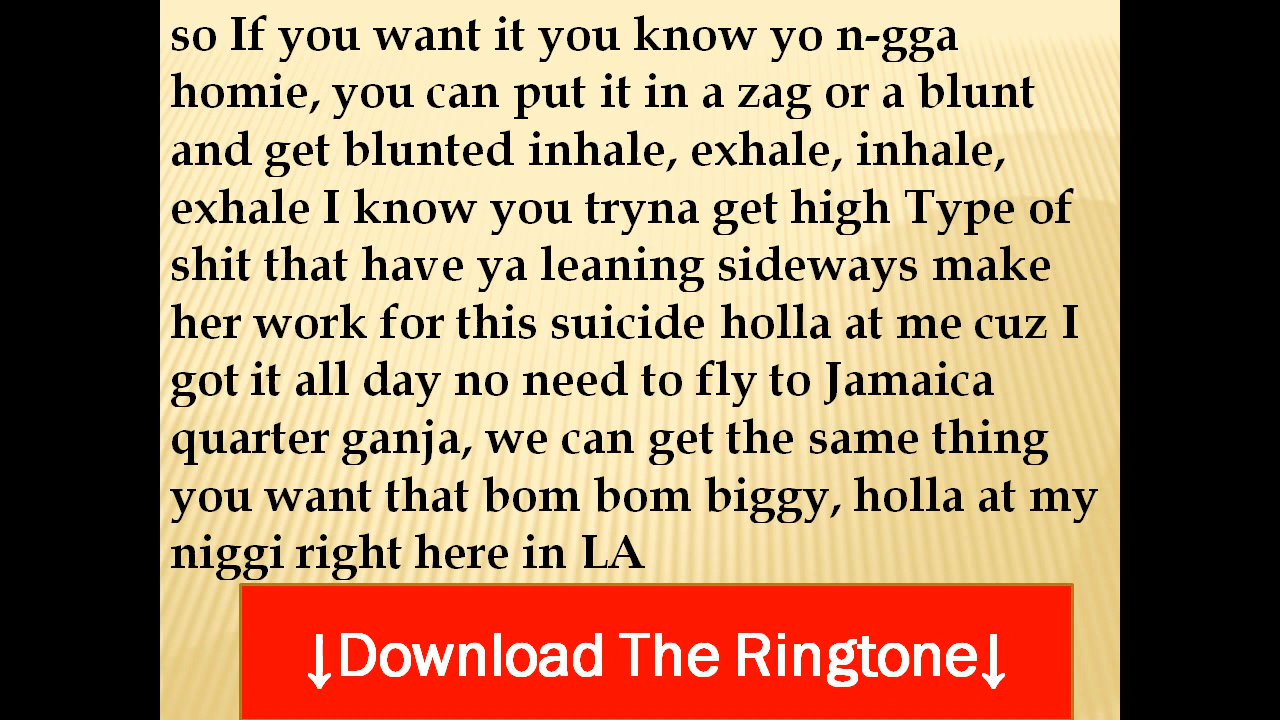 so If you want it you know yo n-gga
homie, you can put it in a zag or a blunt
and get blunted inhale, exhale, inhale,
exhale I know you tryna get high Type of
shit that have ya leaning sideways make
her work for this suicide holla at me cuz I
got it all day no need to fly to Jamaica
quarter ganja, we can get the same thing
you want that bom bom biggy, holla at my
niggi right here in LA
↓Download The Ringtone↓